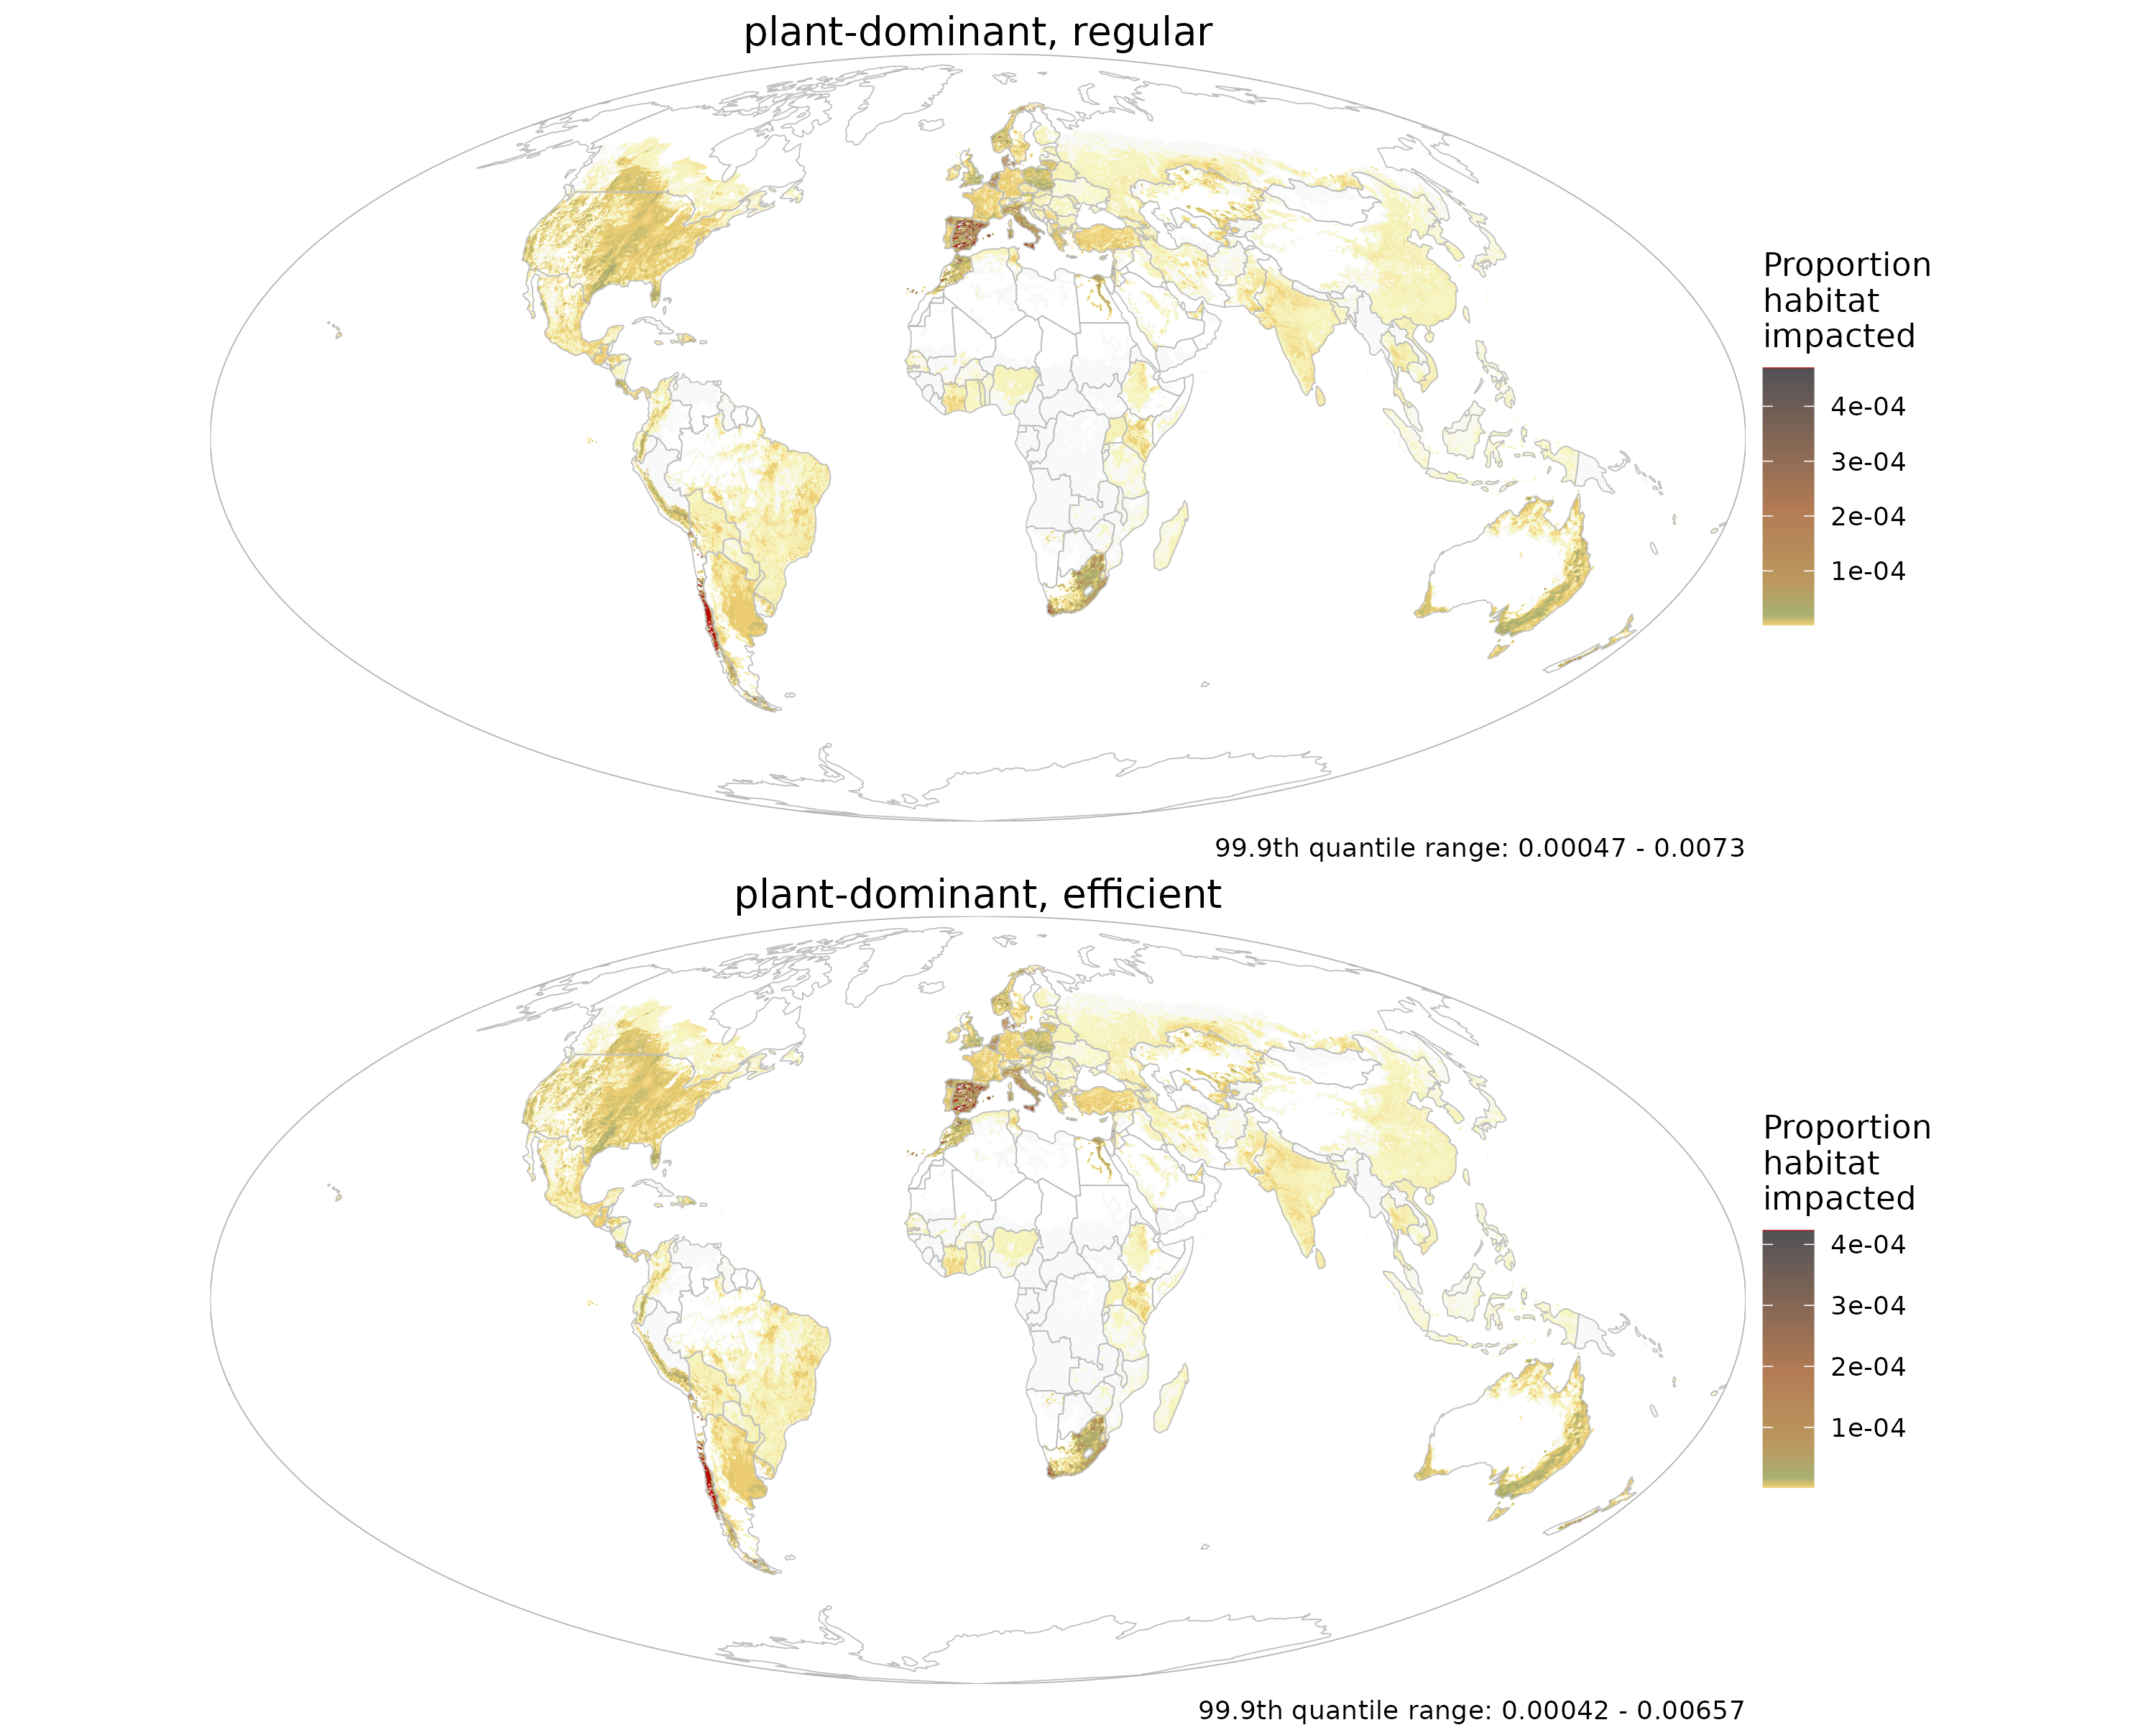 plant-dominant, regular
Proportion
habitat
impacted
4e-04
3e-04
2e-04
1e-04
99.9th quantile range: 0.00047 - 0.0073
plant-dominant, efficient
Proportion
habitat
impacted
4e-04
3e-04
2e-04
1e-04
99.9th quantile range: 0.00042 - 0.00657